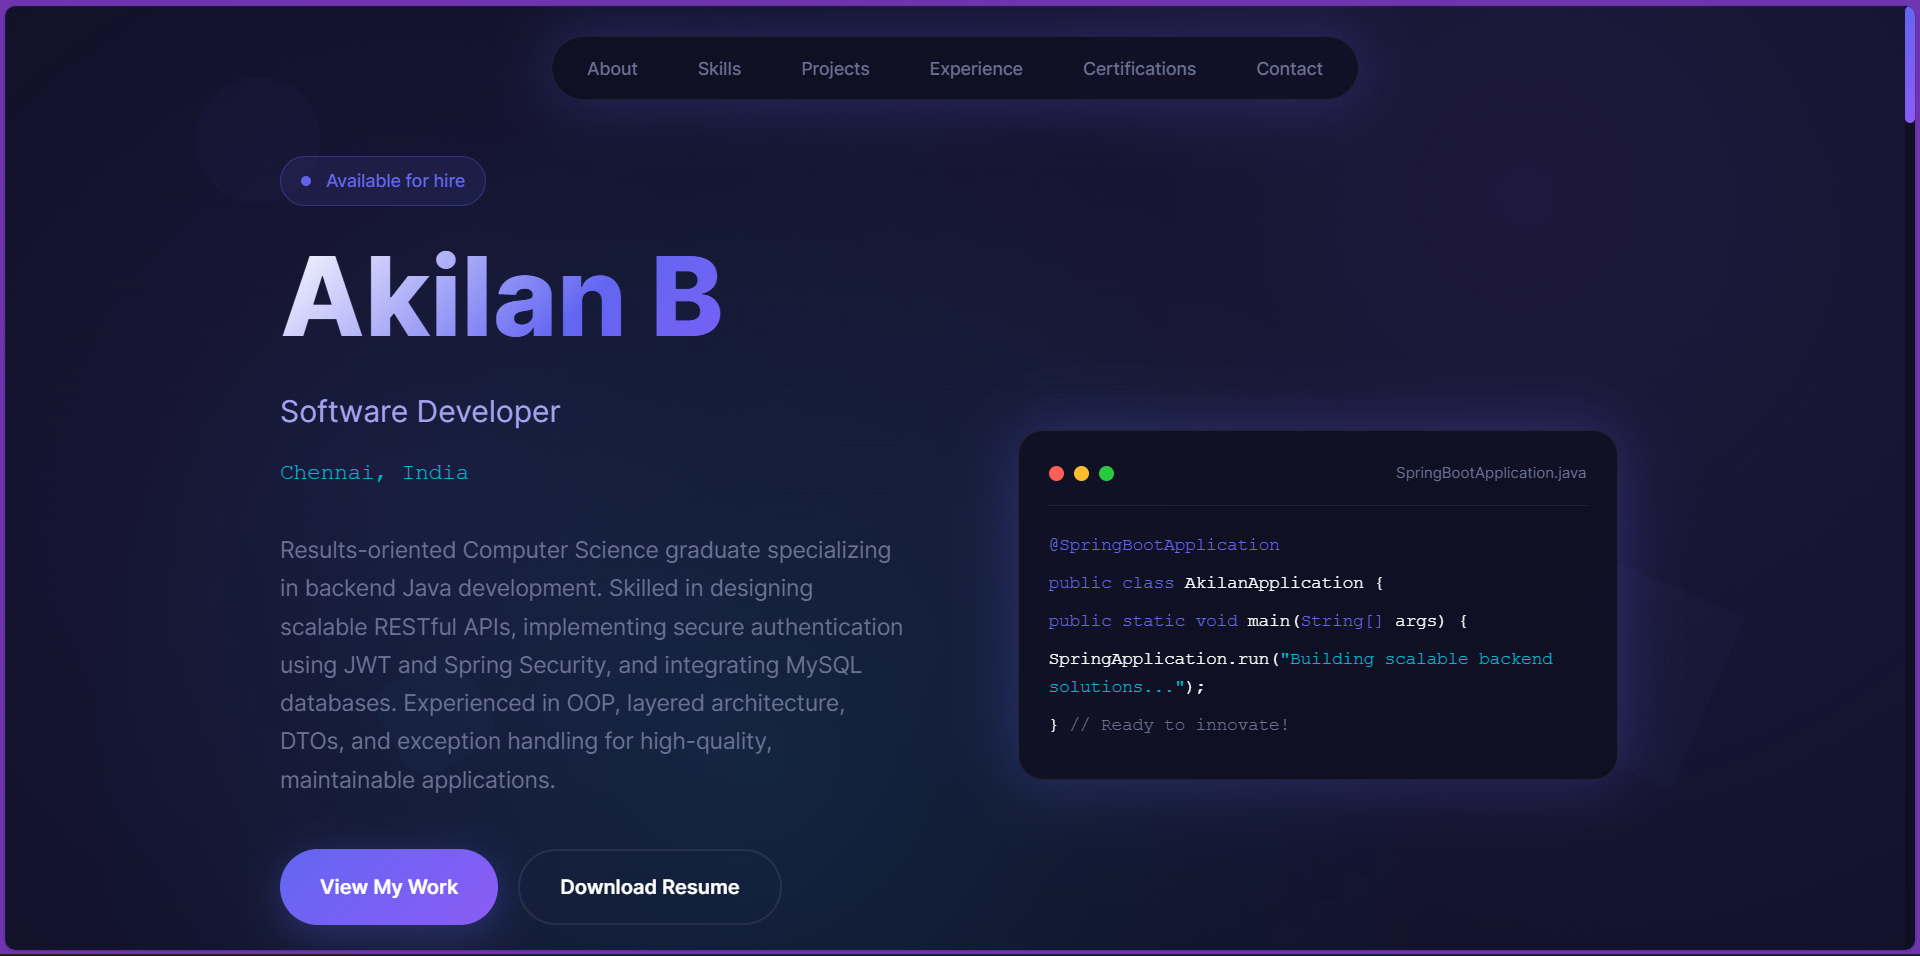 About Skills Projects Experience Certifications Contact
Available for hire
Akilan B
Software Developer
Chennai, India
Results-oriented Computer Science graduate specializing
in backend Java development. Skilled in designing
scalable RESTful APIs, implementing secure authentication
using JWT and Spring Security, and integrating MySQL
databases. Experienced in OOP, layered architecture,
DTOs, and exception handling for high-quality,
maintainable applications.
View My Work Download Resume
SpringBootApplication.java
@SpringBootApplication
public class AkilanApplication {
public static void main(String[] args) {
SpringApplication.run("Building scalable backend
solutions...");
} // Ready to innovate!